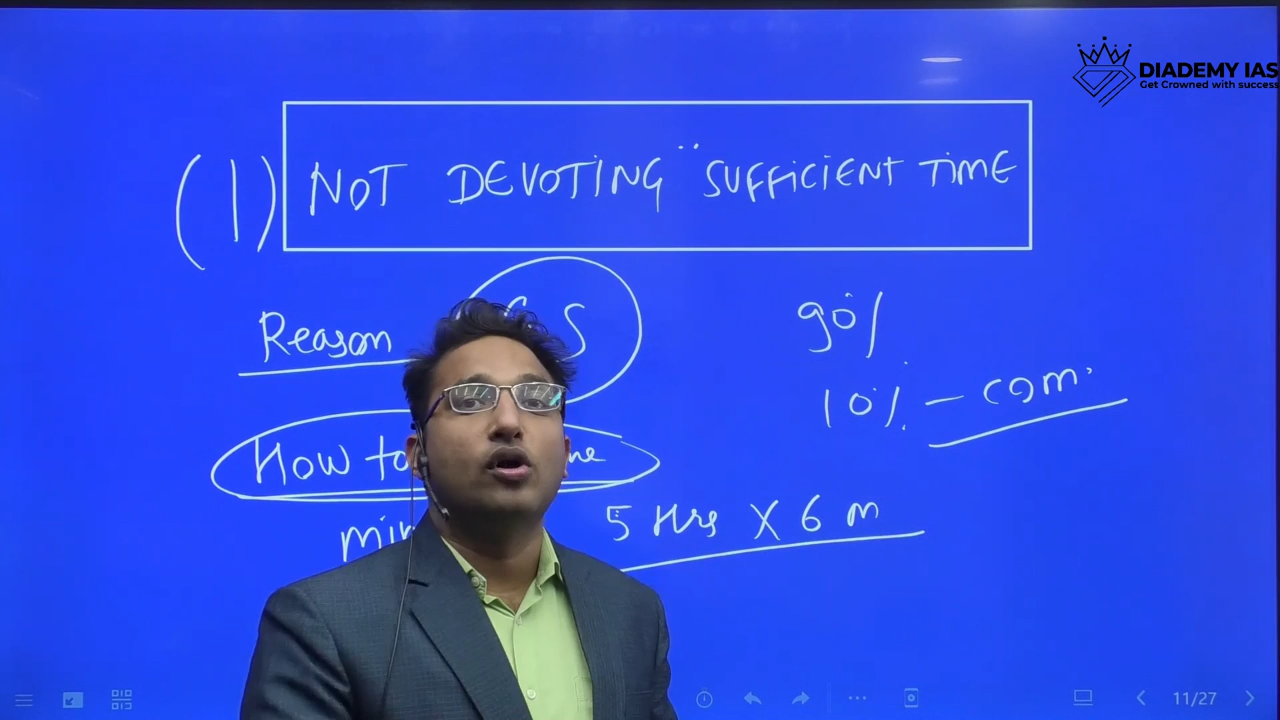 DIADEMY IAS
Get Crowned with success
(1) NOT DEVOTING SUFFICIENT TIME
Reason S 90%
10% - com.
How to
5 Hrs X 6 m
11/27